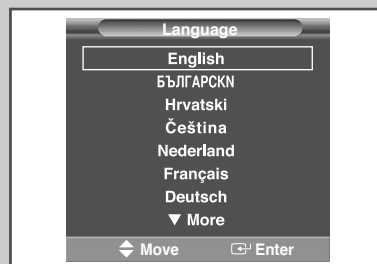 Language
English
БЪЛГАРСКN
Hrvatski
Čeština
Nederland
Français
Deutsch
▼ More
Move Enter